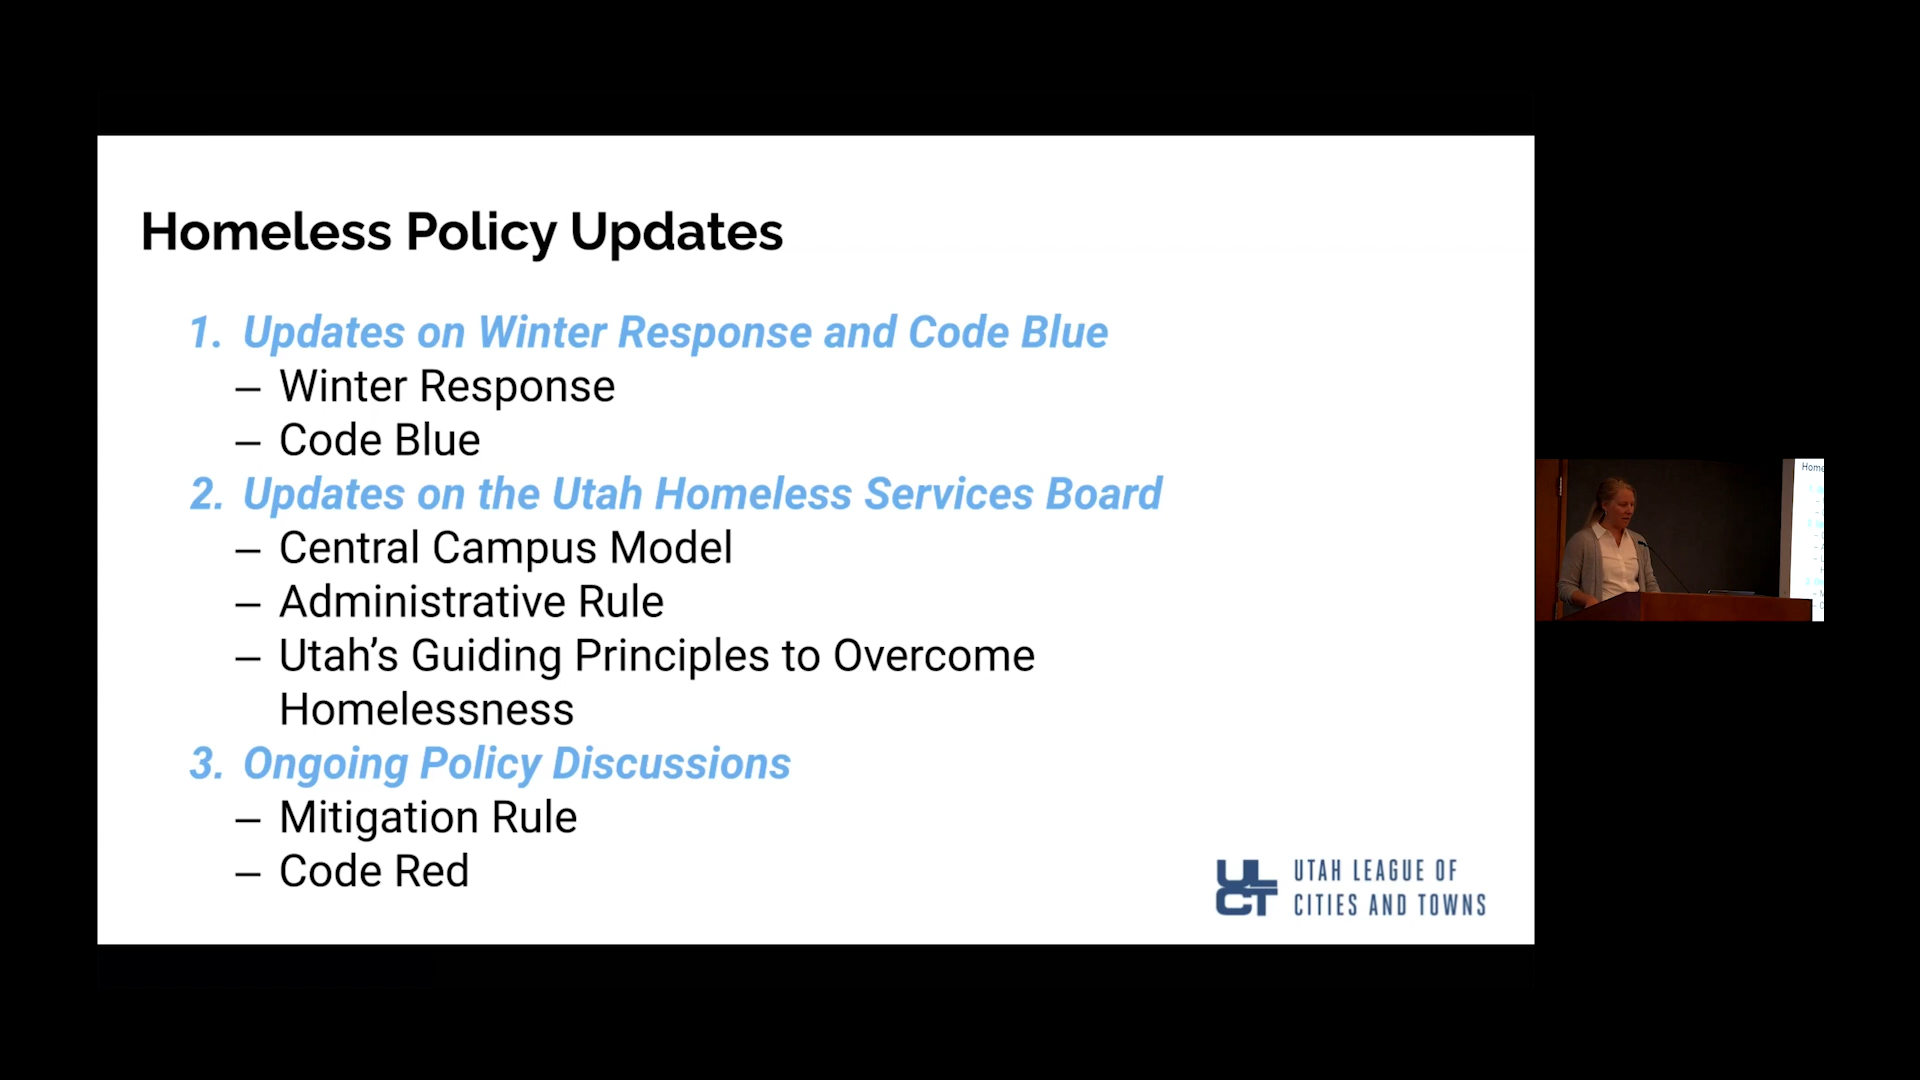 Homeless Policy Updates
1. Updates on Winter Response and Code Blue
– Winter Response
– Code Blue
2. Updates on the Utah Homeless Services Board
– Central Campus Model
– Administrative Rule
– Utah’s Guiding Principles to Overcome
Homelessness
3. Ongoing Policy Discussions
– Mitigation Rule
– Code Red
ULCT
UTAH LEAGUE OF
CITIES AND TOWNS
Home